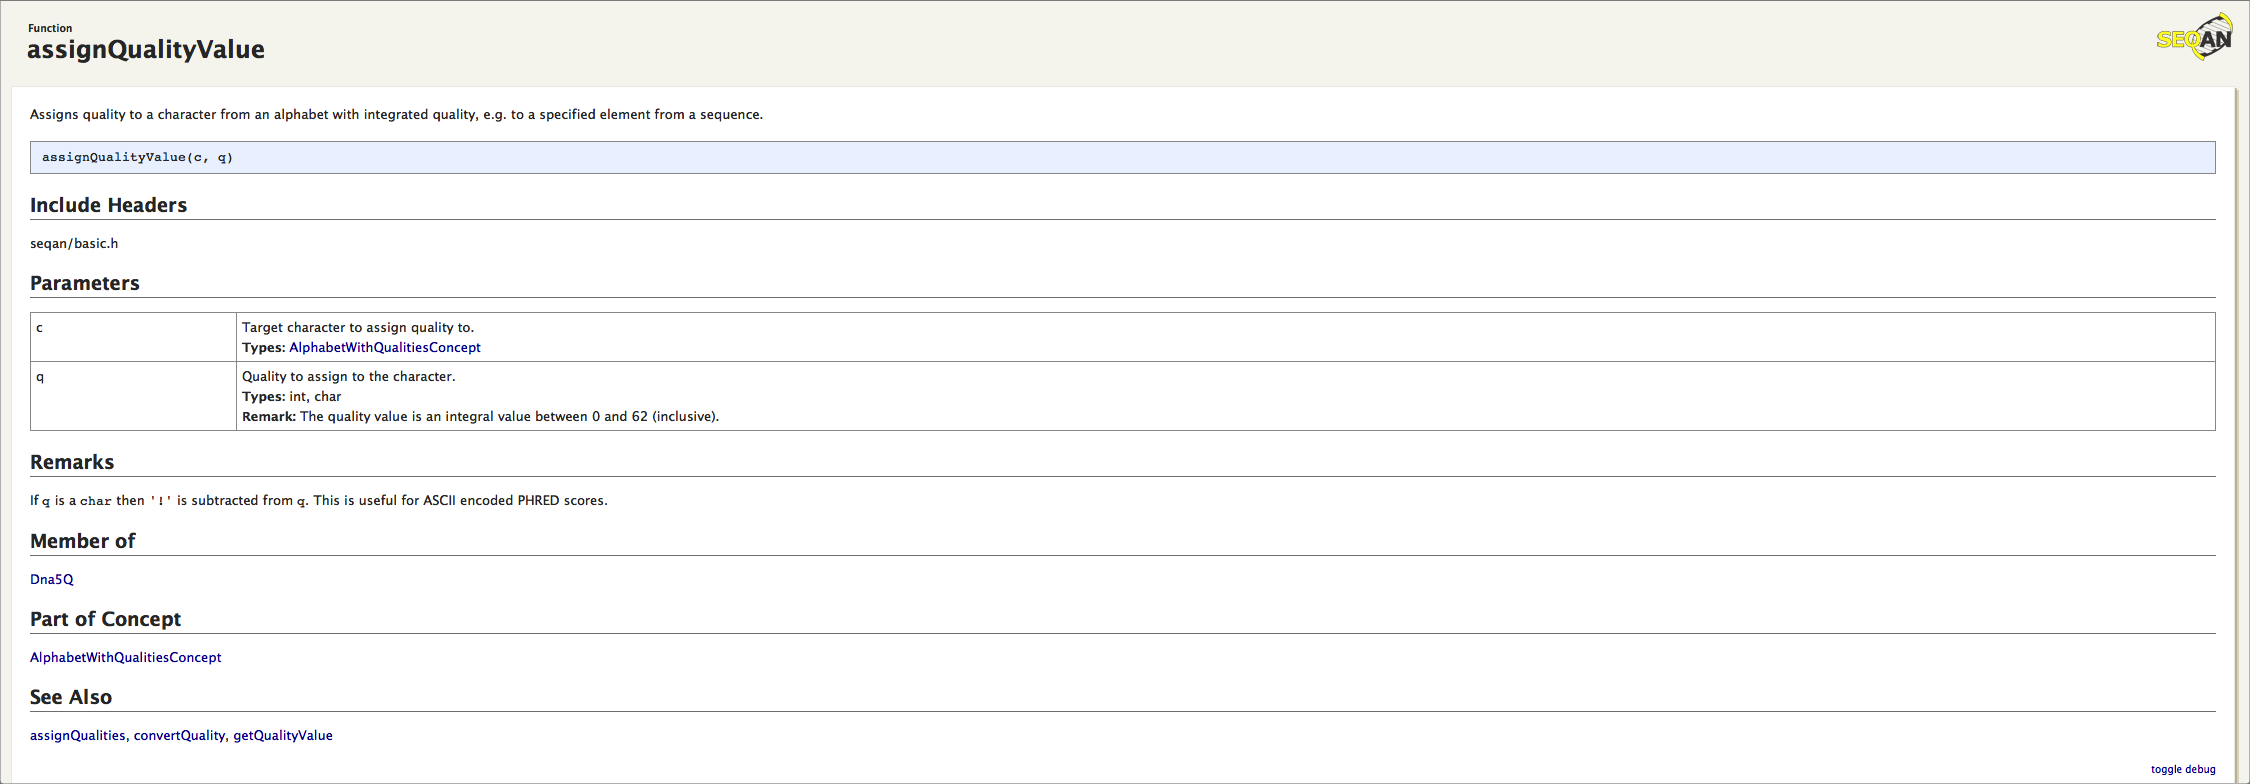 Function
assignQualityValue
SEQAN
Assigns quality to a character from an alphabet with integrated quality, e.g. to a specified element from a sequence.
assignQualityValue(c, q)
Include Headers
seqan/basic.h
Parameters
c
Target character to assign quality to.
Types: AlphabetWithQualitiesConcept
q
Quality to assign to the character.
Types: int, char
Remark: The quality value is an integral value between 0 and 62 (inclusive).
Remarks
If q is a char then '!' is subtracted from q. This is useful for ASCII encoded PHRED scores.
Member of
Dna5Q
Part of Concept
AlphabetWithQualitiesConcept
See Also
assignQualities, convertQuality, getQualityValue
toggle debug